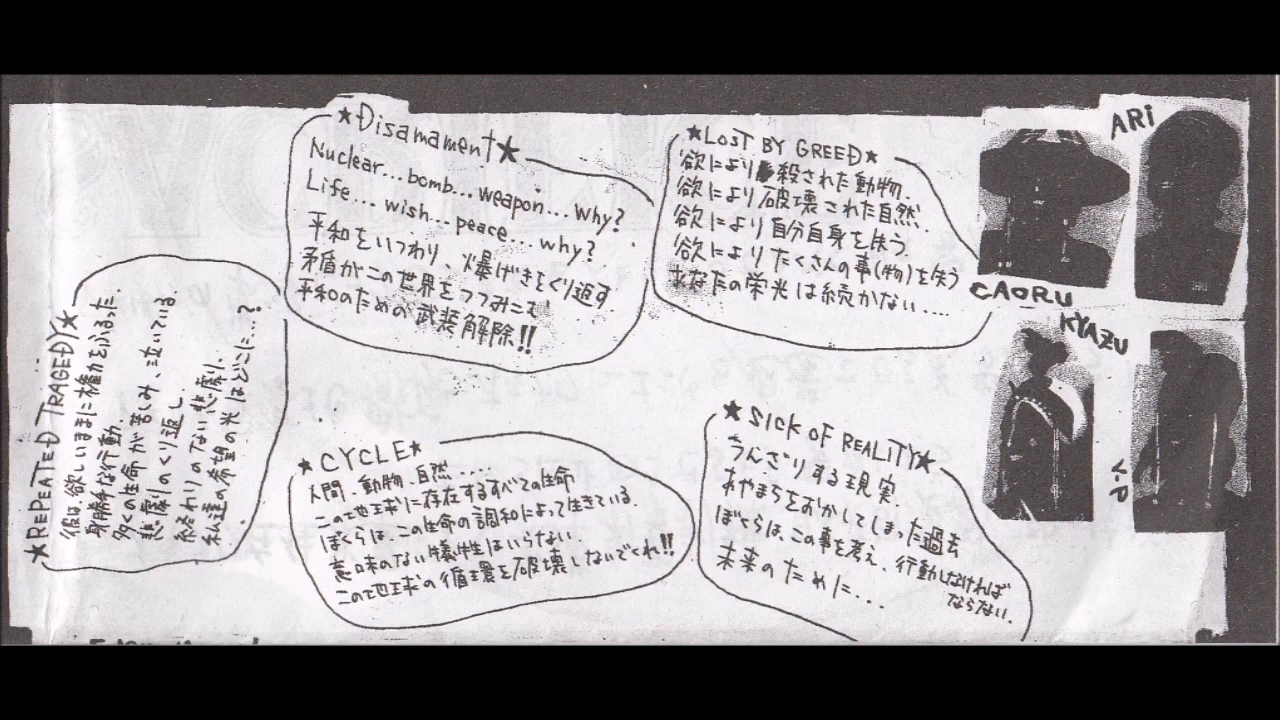 ★Disamament★
Nuclear...bomb...weapon...why?
Life...wish...peace...why?
平和をいつわり、爆げきをくり返す
矛盾がこの世界をつつみこむ
平和のための武装解除!!
★LOST BY GREED★
欲により殺された動物.
欲により破壊された自然.
欲により自分自身を失う.
欲によりたくさんの事(物)を失う
あなたの栄光は続かない....
ARi
CAORU
KYAZU
V.P
★REPEATED TRAGEDY★
彼は、欲しいままに権力をふるった.
身勝手な行動.
多くの生命が苦しみ、泣いている.
悲劇のくり返し.
終わりのない悲劇.
私達の希望の光はどこに...?
★CYCLE★
人間、動物、自然.....
この地球に存在するすべての生命
ぼくらは、この生命の調和によって生きている.
意味のない犠牲はいらない.
この地球の循環を破壊しないでくれ!!
★SICK OF REALITY★
うんざりする現実.
あやまちをおかしてしまった過去
ぼくらは、この事を考え、行動しなければ
ならない.
未来のために...